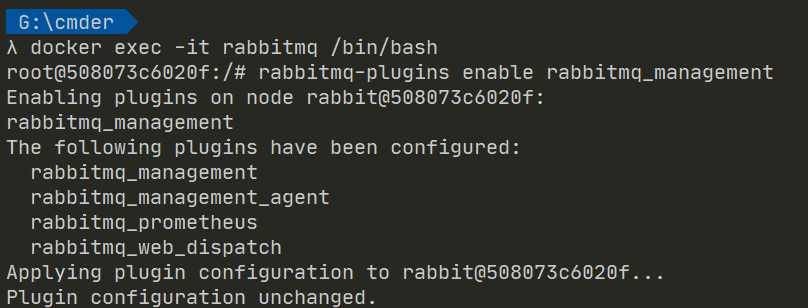 G:\cmder
λ docker exec -it rabbitmq /bin/bash
root@508073c6020f:/# rabbitmq-plugins enable rabbitmq_management
Enabling plugins on node rabbit@508073c6020f:
rabbitmq_management
The following plugins have been configured:
  rabbitmq_management
  rabbitmq_management_agent
  rabbitmq_prometheus
  rabbitmq_web_dispatch
Applying plugin configuration to rabbit@508073c6020f...
Plugin configuration unchanged.